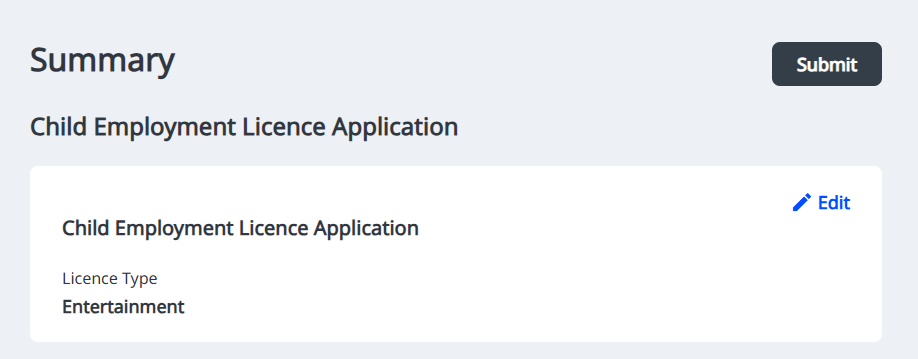 Summary
Submit
Child Employment Licence Application
Edit
Child Employment Licence Application
Licence Type
Entertainment